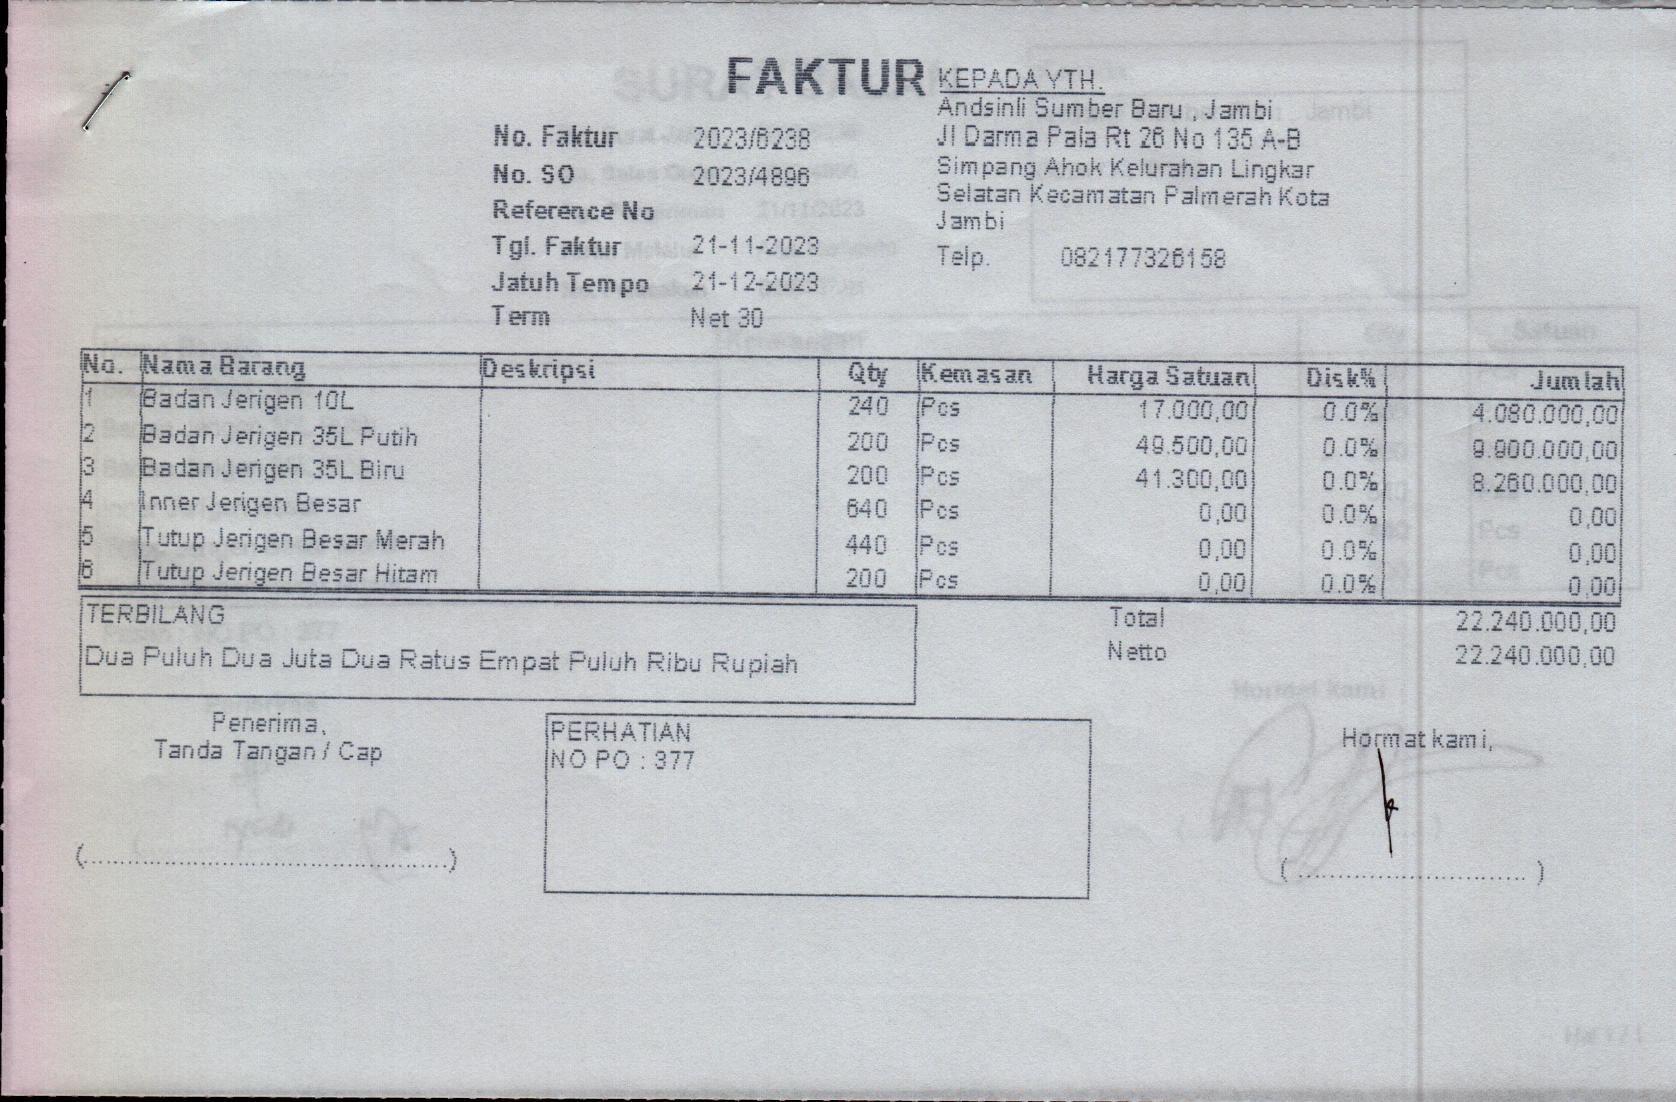 FAKTUR
No. Faktur 2023/6238
No. SO 2023/4896
Reference No
Tgl. Faktur 21-11-2023
Jatuh Tempo 21-12-2023
Term Net 30
KEPADA YTH.
Andsinli Sumber Baru , Jambi
Jl Darma Pala Rt 26 No 135 A-B
Simpang Ahok Kelurahan Lingkar
Selatan Kecamatan Palmerah Kota
Jambi
Telp. 082177326158
No. Nama Barang Deskripsi Qty Kemasan Harga Satuan Disk% Jumlah
1 Badan Jerigen 10L 240 Pcs 17.000,00 0.0% 4.080.000,00
2 Badan Jerigen 35L Putih 200 Pcs 49.500,00 0.0% 9.900.000,00
3 Badan Jerigen 35L Biru 200 Pcs 41.300,00 0.0% 8.260.000,00
4 Inner Jerigen Besar 640 Pcs 0,00 0.0% 0,00
5 Tutup Jerigen Besar Merah 440 Pcs 0,00 0.0% 0,00
6 Tutup Jerigen Besar Hitam 200 Pcs 0,00 0.0% 0,00
TERBILANG
Dua Puluh Dua Juta Dua Ratus Empat Puluh Ribu Rupiah
Total 22.240.000,00
Netto 22.240.000,00
Penerima,
Tanda Tangan / Cap
(..............................................)
PERHATIAN
NO PO : 377
Hormat kami,
( ............................. )